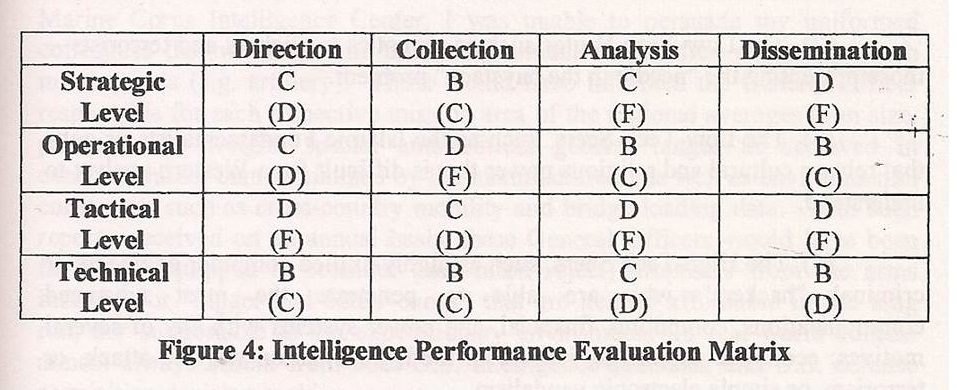 Direction Collection Analysis Dissemination
Strategic C B C D
Level (D) (C) (F) (F)
Operational C D B B
Level (D) (F) (C) (C)
Tactical D C D D
Level (F) (D) (F) (F)
Technical B B C B
Level (C) (C) (D) (D)
Figure 4: Intelligence Performance Evaluation Matrix